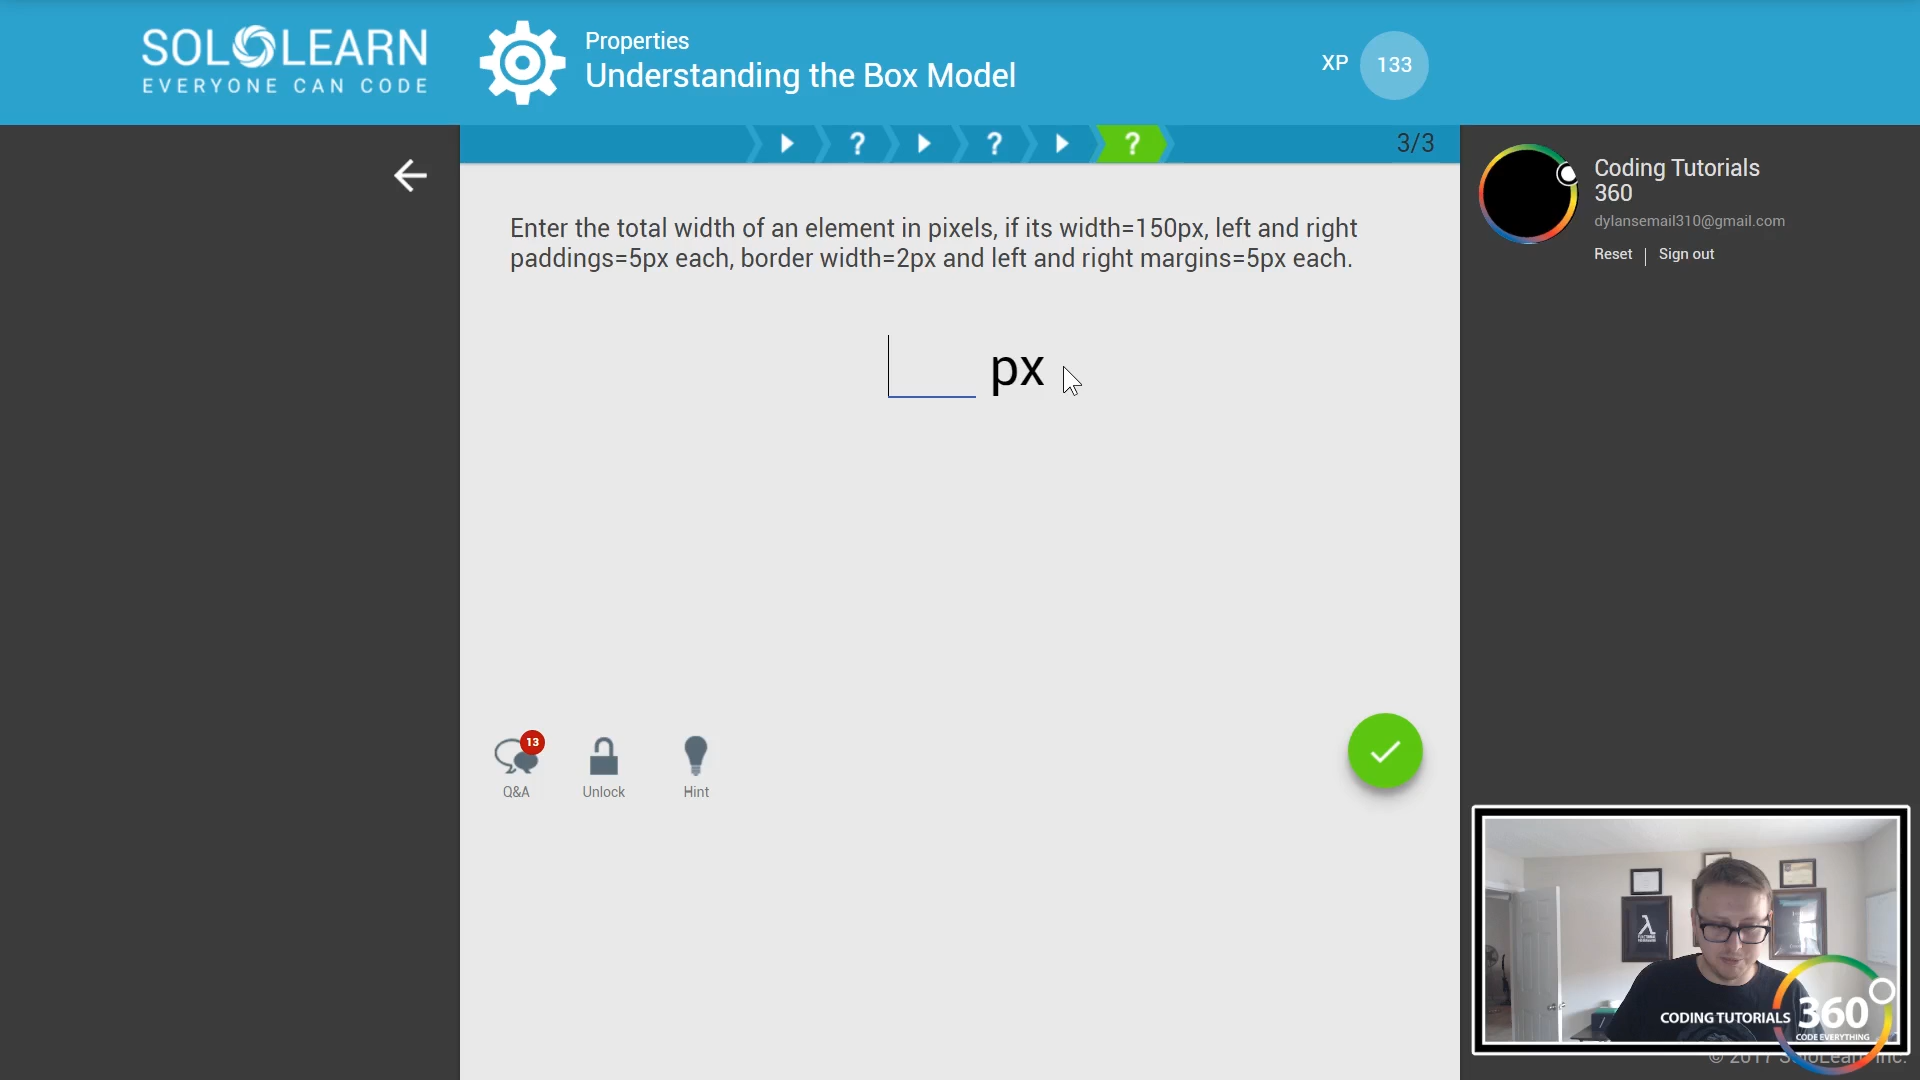 SOLOLEARN
EVERYONE CAN CODE
Properties
Understanding the Box Model
XP 133
? ? ? 3/3
Coding Tutorials
360
dylansemail310@gmail.com
Reset | Sign out
Enter the total width of an element in pixels, if its width=150px, left and right
paddings=5px each, border width=2px and left and right margins=5px each.
px
13
Q&A
Unlock
Hint
λ
CODING TUTORIALS 360
CODE EVERYTHING
© 2017 SoloLearn Inc.